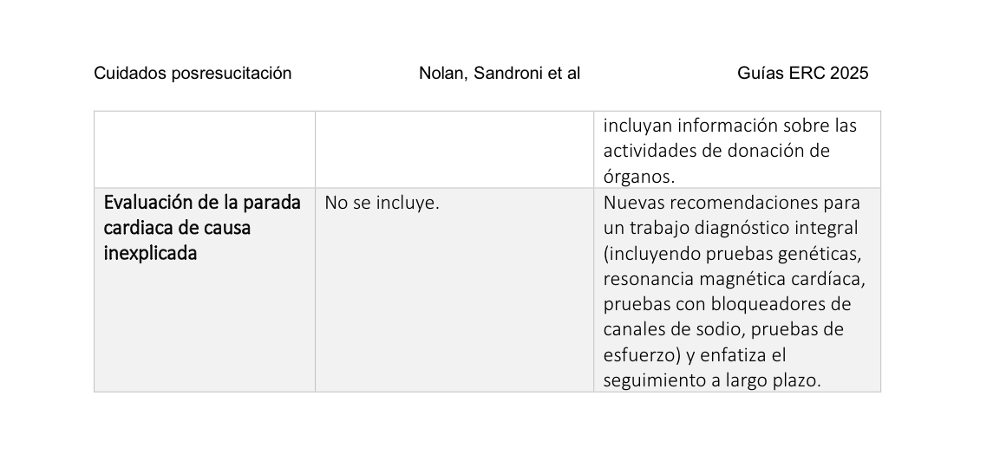 Cuidados posresucitación Nolan, Sandroni et al Guías ERC 2025
incluyan información sobre las
actividades de donación de
órganos.
Evaluación de la parada
cardiaca de causa
inexplicada
No se incluye.
Nuevas recomendaciones para
un trabajo diagnóstico integral
(incluyendo pruebas genéticas,
resonancia magnética cardíaca,
pruebas con bloqueadores de
canales de sodio, pruebas de
esfuerzo) y enfatiza el
seguimiento a largo plazo.